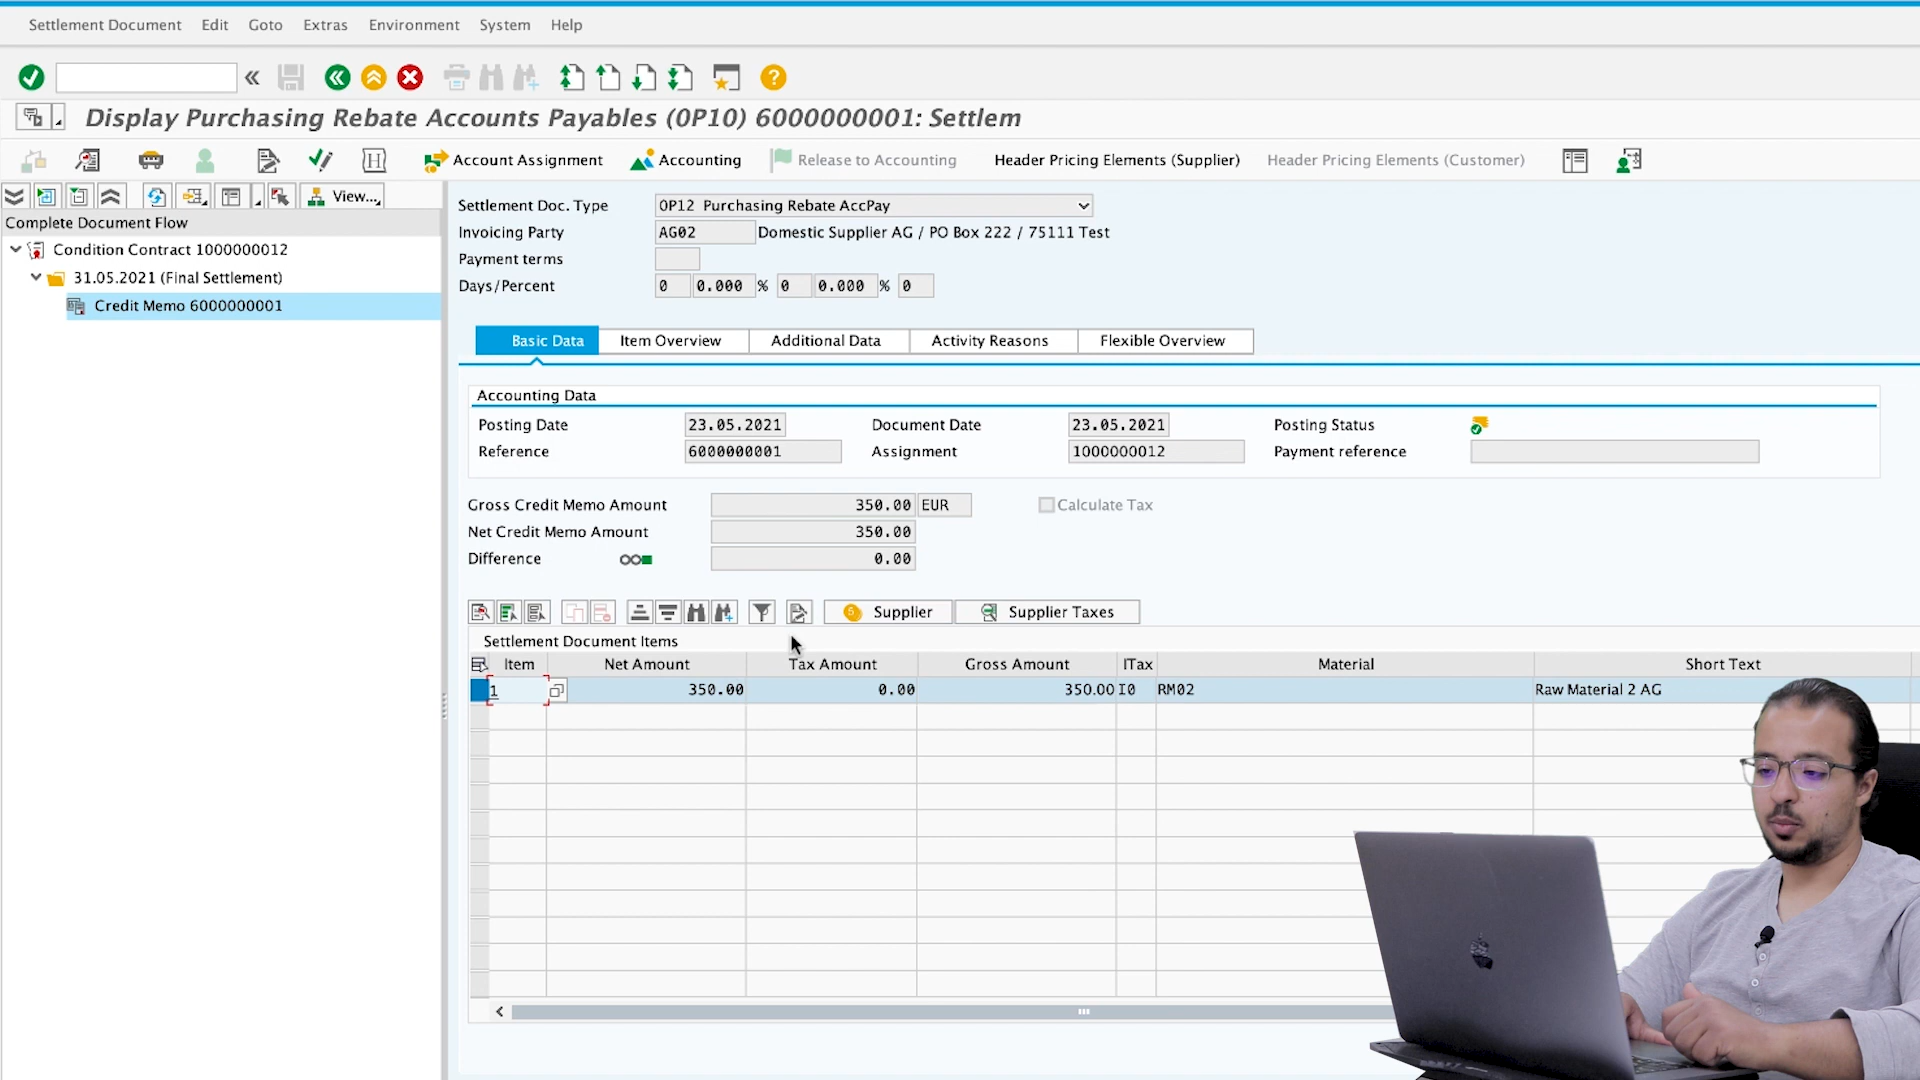 Settlement Document Edit Goto Extras Environment System Help
Display Purchasing Rebate Accounts Payables (0P10) 6000000001: Settlem
Account Assignment Accounting Release to Accounting Header Pricing Elements (Supplier) Header Pricing Elements (Customer)
View...
Complete Document Flow
Condition Contract 1000000012
31.05.2021 (Final Settlement)
Credit Memo 6000000001
Settlement Doc. Type 0P12 Purchasing Rebate AccPay
Invoicing Party AG02 Domestic Supplier AG / PO Box 222 / 75111 Test
Payment terms
Days/Percent 0 0.000 % 0 0.000 % 0
Basic Data Item Overview Additional Data Activity Reasons Flexible Overview
Accounting Data
Posting Date 23.05.2021 Document Date 23.05.2021 Posting Status
Reference 6000000001 Assignment 1000000012 Payment reference
Gross Credit Memo Amount 350.00 EUR Calculate Tax
Net Credit Memo Amount 350.00
Difference 0.00
Supplier Supplier Taxes
Settlement Document Items
Item Net Amount Tax Amount Gross Amount ITax Material Short Text
1 350.00 0.00 350.00 I0 RM02 Raw Material 2 AG